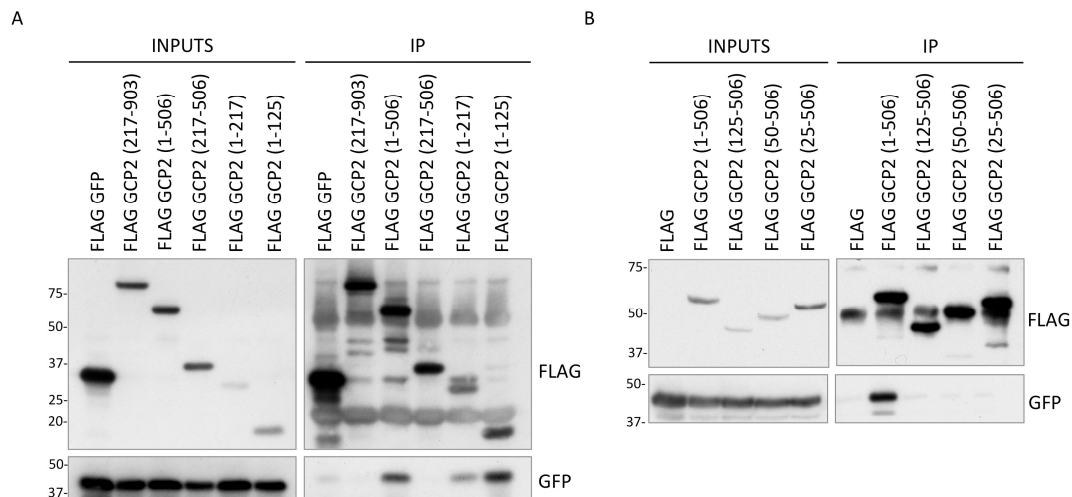 A
INPUTS
IP
FLAG GFP
FLAG GCP2 (217-903)
FLAG GCP2 (1-506)
FLAG GCP2 (217-506)
FLAG GCP2 (1-217)
FLAG GCP2 (1-125)
FLAG GFP
FLAG GCP2 (217-903)
FLAG GCP2 (1-506)
FLAG GCP2 (217-506)
FLAG GCP2 (1-217)
FLAG GCP2 (1-125)
75-
50-
37-
25-
20-
FLAG
50-
37-
GFP
B
INPUTS
IP
FLAG
FLAG GCP2 (1-506)
FLAG GCP2 (125-506)
FLAG GCP2 (50-506)
FLAG GCP2 (25-506)
FLAG
FLAG GCP2 (1-506)
FLAG GCP2 (125-506)
FLAG GCP2 (50-506)
FLAG GCP2 (25-506)
75-
50-
37-
FLAG
50-
37-
GFP